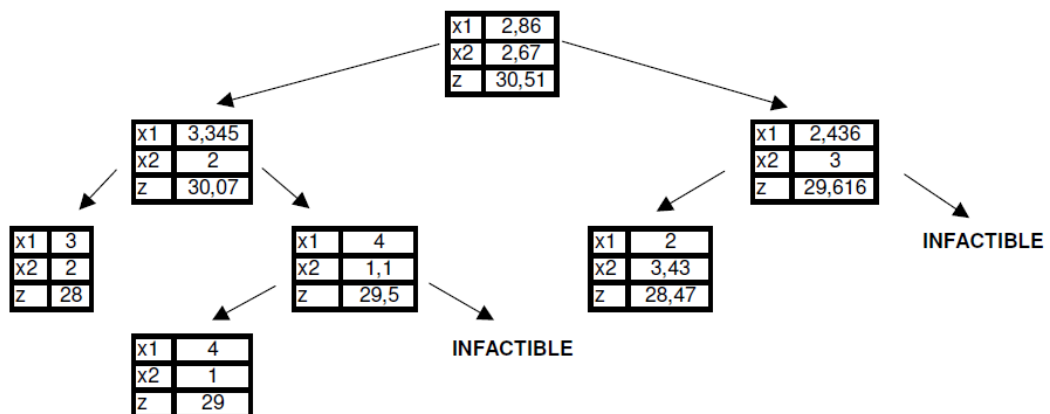 x1 2,86
x2 2,67
z 30,51
x1 3,345
x2 2
z 30,07
x1 2,436
x2 3
z 29,616
x1 3
x2 2
z 28
x1 4
x2 1,1
z 29,5
x1 2
x2 3,43
z 28,47
INFACTIBLE
x1 4
x2 1
z 29
INFACTIBLE